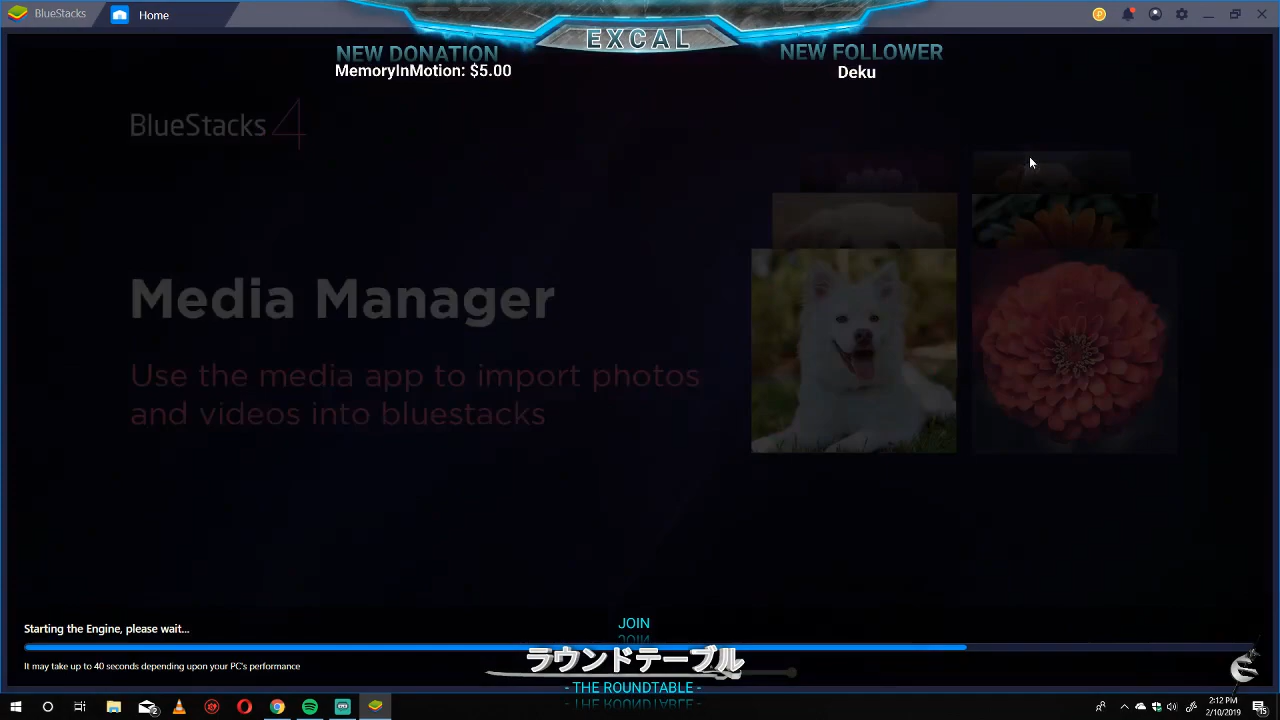 BlueStacks
Home
EXCAL
NEW DONATION
MemoryInMotion: $5.00
NEW FOLLOWER
Deku
BlueStacks 4
Media Manager
Use the media app to import photos
and videos into bluestacks
Starting the Engine, please wait...
It may take up to 40 seconds depending upon your PC's performance
JOIN
ラウンドテーブル
- THE ROUNDTABLE -
2:12 PM
2/10/2019